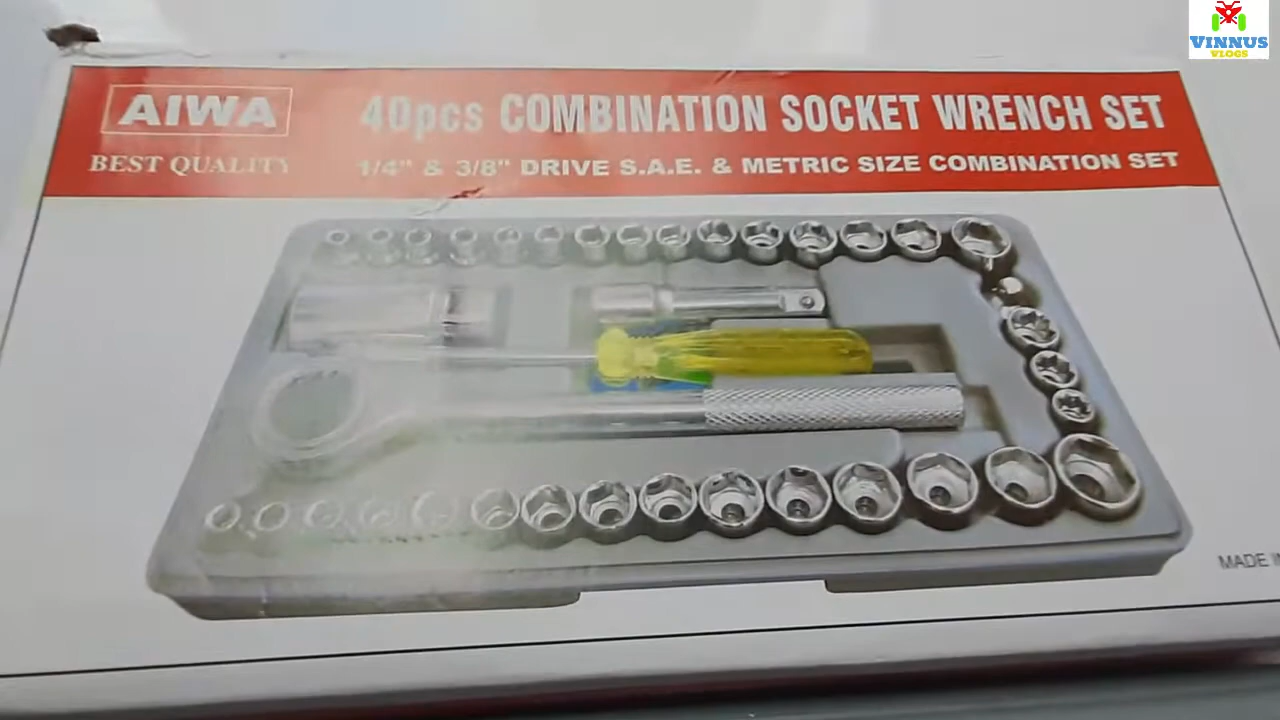 VINNUS
VLOGS
AIWA
BEST QUALITY
40pcs COMBINATION SOCKET WRENCH SET
1/4" & 3/8" DRIVE S.A.E. & METRIC SIZE COMBINATION SET
MADE